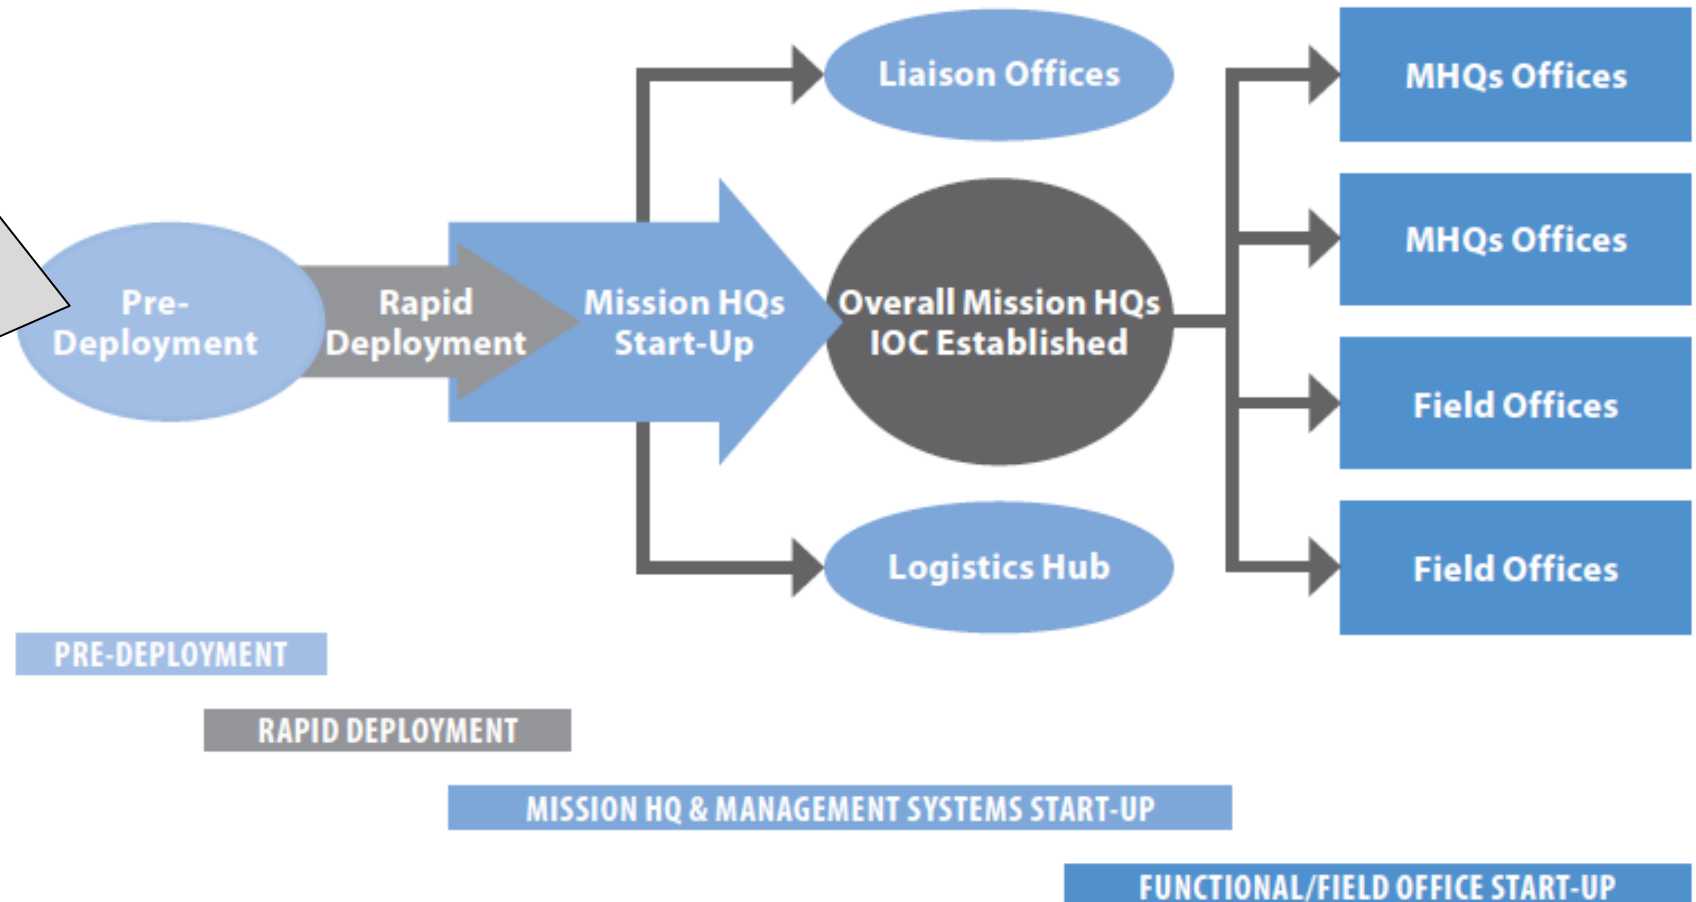 Liaison Offices
MHQs Offices
MHQs Offices
Pre-
Deployment
Rapid
Deployment
Mission HQs
Start-Up
Overall Mission HQs
IOC Established
Field Offices
Logistics Hub
Field Offices
PRE-DEPLOYMENT
RAPID DEPLOYMENT
MISSION HQ & MANAGEMENT SYSTEMS START-UP
FUNCTIONAL/FIELD OFFICE START-UP